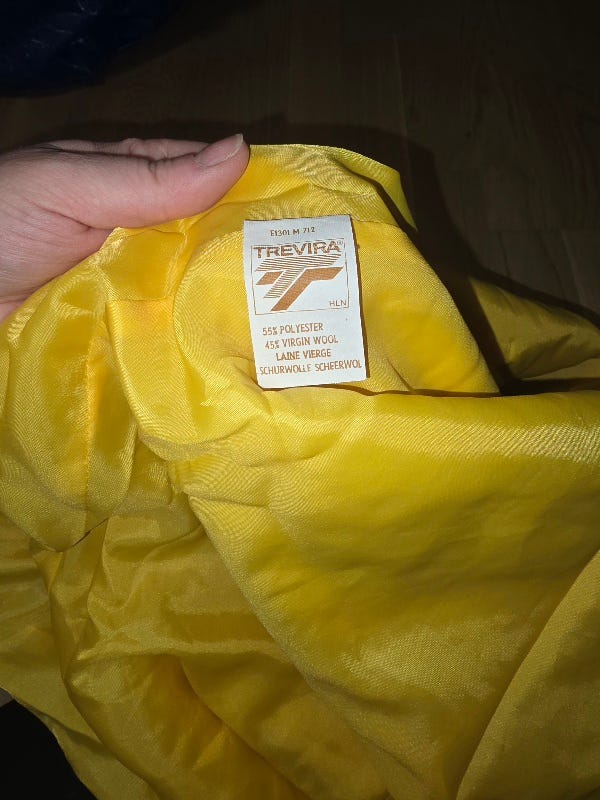 E1301 M 712
TREVIRA®
HLN
55% POLYESTER
45% VIRGIN WOOL
LAINE VIERGE
SCHURWOLLE SCHEERWOL